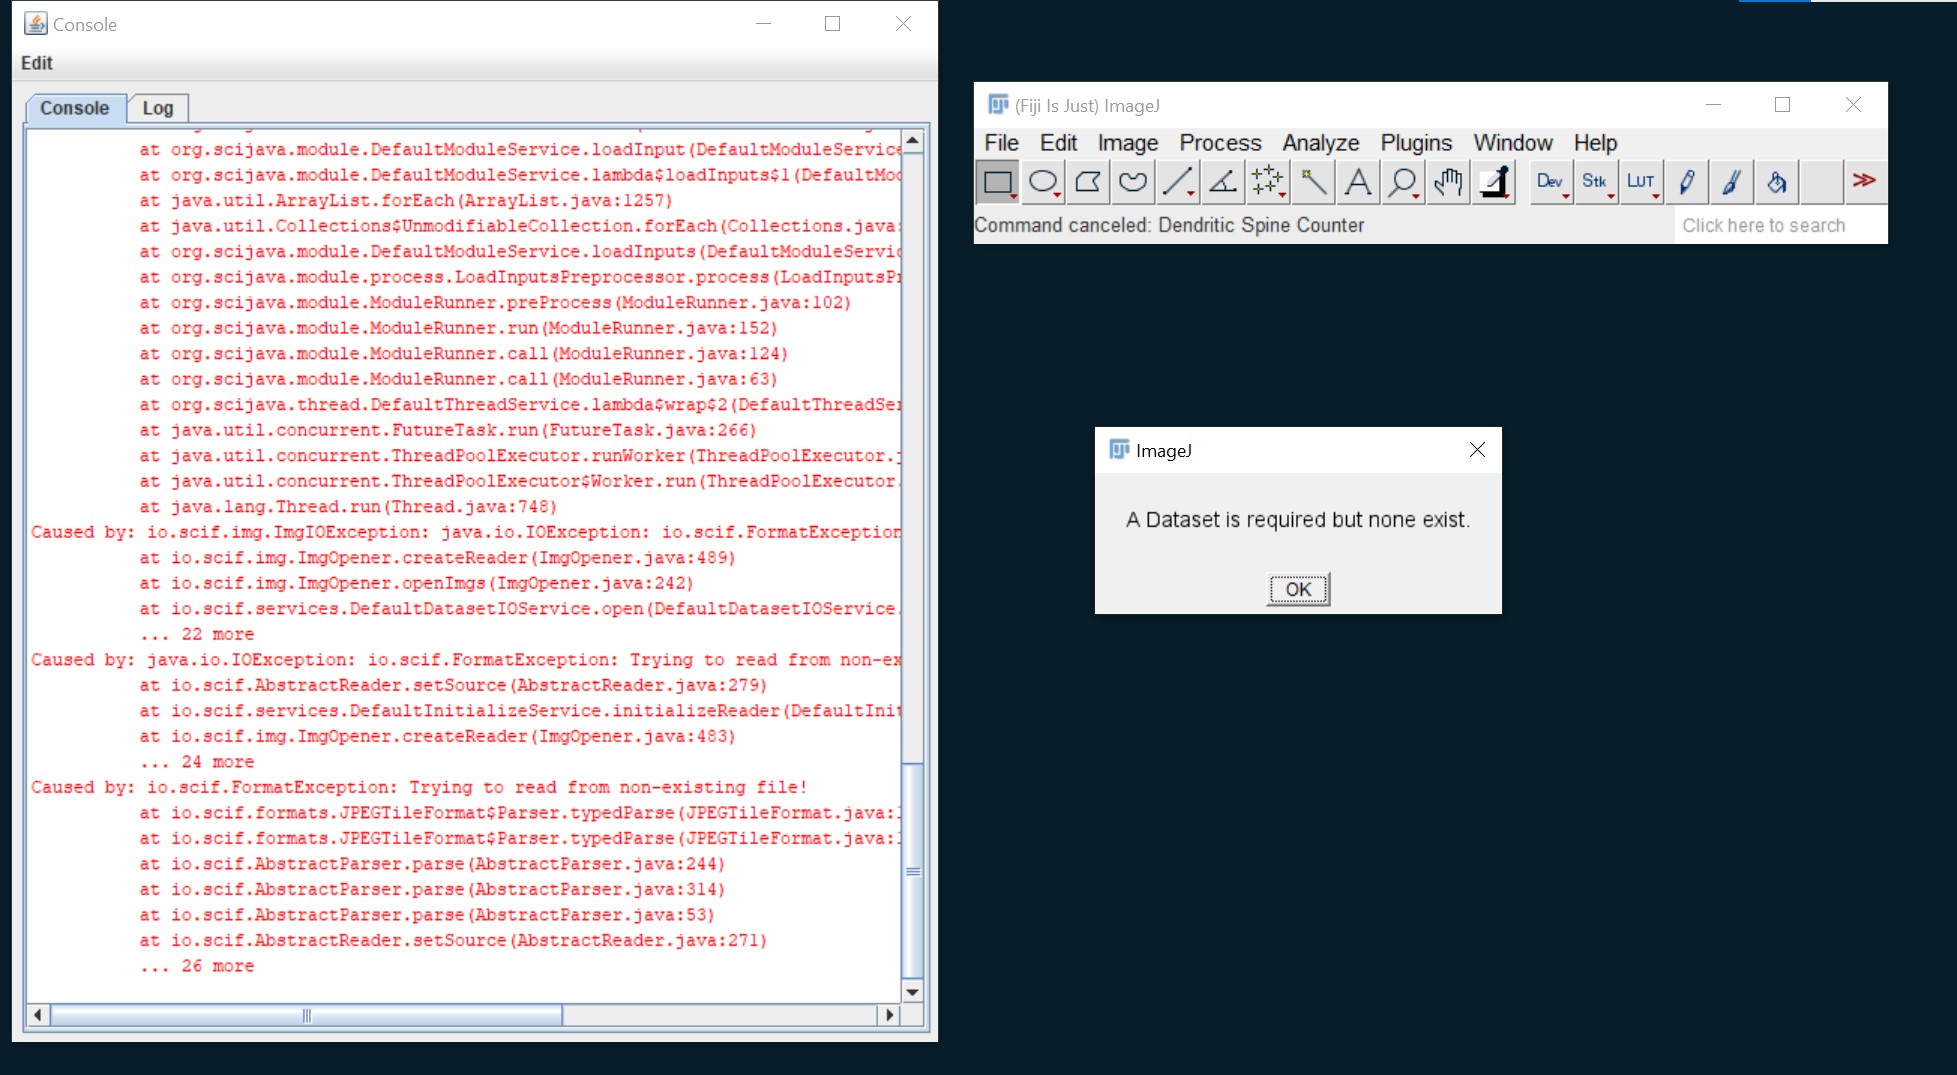 Console
Edit
Console Log
at org.scijava.module.DefaultModuleService.loadInput(DefaultModuleService
at org.scijava.module.DefaultModuleService.lambda$loadInputs$1(DefaultMod
at java.util.ArrayList.forEach(ArrayList.java:1257)
at java.util.Collections$UnmodifiableCollection.forEach(Collections.java:
at org.scijava.module.DefaultModuleService.loadInputs(DefaultModuleServic
at org.scijava.module.process.LoadInputsPreprocessor.process(LoadInputsPr
at org.scijava.module.ModuleRunner.preProcess(ModuleRunner.java:102)
at org.scijava.module.ModuleRunner.run(ModuleRunner.java:152)
at org.scijava.module.ModuleRunner.call(ModuleRunner.java:124)
at org.scijava.module.ModuleRunner.call(ModuleRunner.java:63)
at org.scijava.thread.DefaultThreadService.lambda$wrap$2(DefaultThreadSer
at java.util.concurrent.FutureTask.run(FutureTask.java:266)
at java.util.concurrent.ThreadPoolExecutor.runWorker(ThreadPoolExecutor.j
at java.util.concurrent.ThreadPoolExecutor$Worker.run(ThreadPoolExecutor.
at java.lang.Thread.run(Thread.java:748)
Caused by: io.scif.img.ImgIOException: java.io.IOException: io.scif.FormatException
at io.scif.img.ImgOpener.createReader(ImgOpener.java:489)
at io.scif.img.ImgOpener.openImgs(ImgOpener.java:242)
at io.scif.services.DefaultDatasetIOService.open(DefaultDatasetIOService.
... 22 more
Caused by: java.io.IOException: io.scif.FormatException: Trying to read from non-ex
at io.scif.AbstractReader.setSource(AbstractReader.java:279)
at io.scif.services.DefaultInitializeService.initializeReader(DefaultInit
at io.scif.img.ImgOpener.createReader(ImgOpener.java:483)
... 24 more
Caused by: io.scif.FormatException: Trying to read from non-existing file!
at io.scif.formats.JPEGTileFormat$Parser.typedParse(JPEGTileFormat.java:1
at io.scif.formats.JPEGTileFormat$Parser.typedParse(JPEGTileFormat.java:1
at io.scif.AbstractParser.parse(AbstractParser.java:244)
at io.scif.AbstractParser.parse(AbstractParser.java:314)
at io.scif.AbstractParser.parse(AbstractParser.java:53)
at io.scif.AbstractReader.setSource(AbstractReader.java:271)
... 26 more
(Fiji Is Just) ImageJ
File Edit Image Process Analyze Plugins Window Help
A Dev Stk LUT >>
Command canceled: Dendritic Spine Counter
Click here to search
ImageJ
A Dataset is required but none exist.
OK